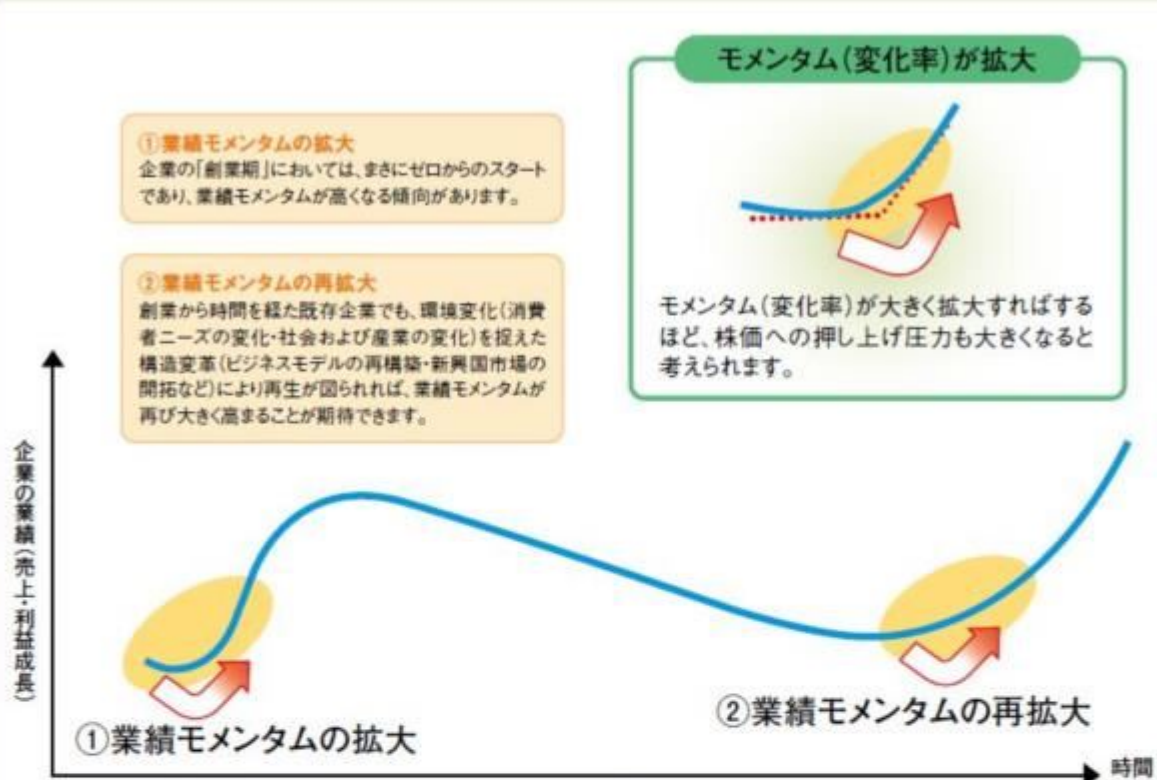 モメンタム(変化率)が拡大
①業績モメンタムの拡大
企業の「創業期」においては、まさにゼロからのスタート
であり、業績モメンタムが高くなる傾向があります。
②業績モメンタムの再拡大
創業から時間を経た既存企業でも、環境変化(消費
者ニーズの変化・社会および産業の変化)を捉えた
構造変革(ビジネスモデルの再構築・新興国市場の
開拓など)により再生が図られれば、業績モメンタムが
再び大きく高まることが期待できます。
モメンタム(変化率)が大きく拡大すればする
ほど、株価への押し上げ圧力も大きくなると
考えられます。
企業の業績(売上・利益成長)
①業績モメンタムの拡大
②業績モメンタムの再拡大
時間